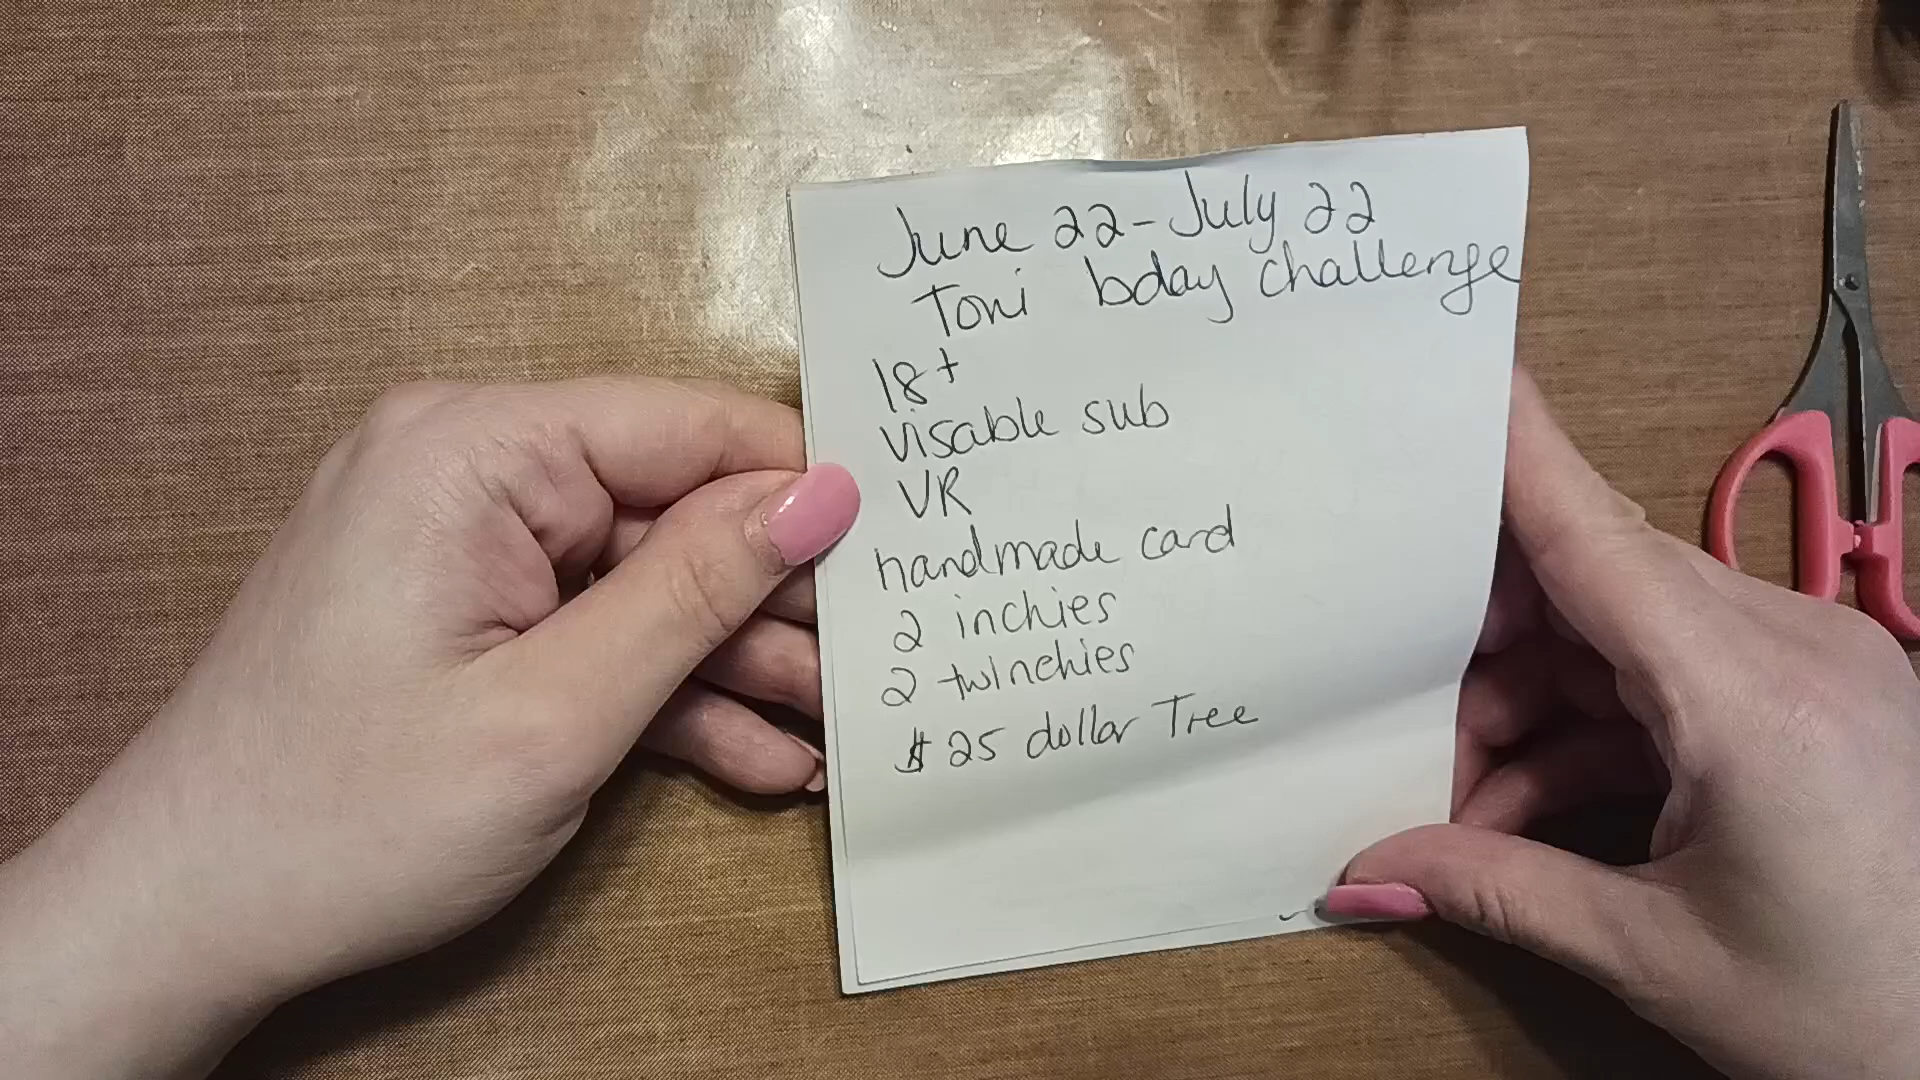 June 22-July 22
Toni bday challenge
18+
visable sub
VR
handmade card
2 inchies
2 twinchies
$25 dollar Tree